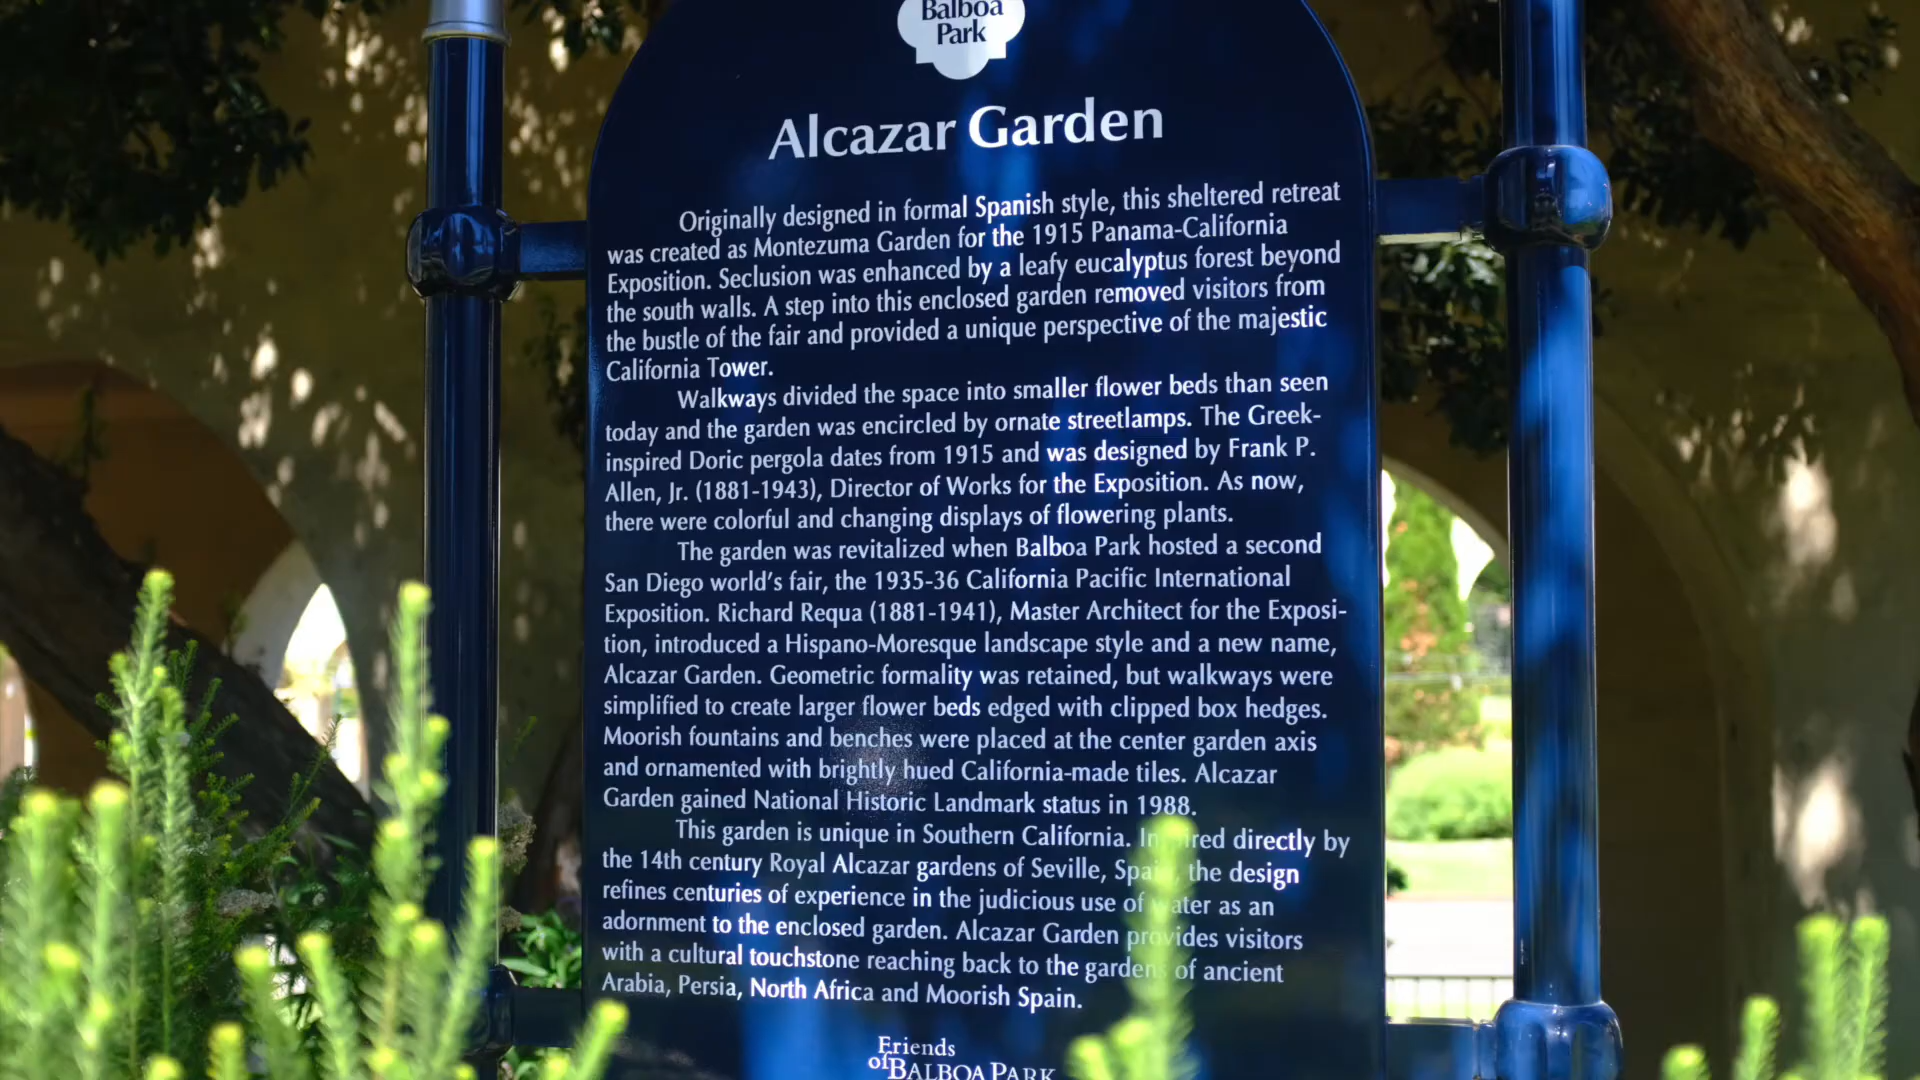 Balboa
Park
Alcazar Garden
Originally designed in formal Spanish style, this sheltered retreat
was created as Montezuma Garden for the 1915 Panama-California
Exposition. Seclusion was enhanced by a leafy eucalyptus forest beyond
the south walls. A step into this enclosed garden removed visitors from
the bustle of the fair and provided a unique perspective of the majestic
California Tower.
Walkways divided the space into smaller flower beds than seen
today and the garden was encircled by ornate streetlamps. The Greek-
inspired Doric pergola dates from 1915 and was designed by Frank P.
Allen, Jr. (1881-1943), Director of Works for the Exposition. As now,
there were colorful and changing displays of flowering plants.
The garden was revitalized when Balboa Park hosted a second
San Diego world's fair, the 1935-36 California Pacific International
Exposition. Richard Requa (1881-1941), Master Architect for the Exposi-
tion, introduced a Hispano-Moresque landscape style and a new name,
Alcazar Garden. Geometric formality was retained, but walkways were
simplified to create larger flower beds edged with clipped box hedges.
Moorish fountains and benches were placed at the center garden axis
and ornamented with brightly hued California-made tiles. Alcazar
Garden gained National Historic Landmark status in 1988.
This garden is unique in Southern California. Inspired directly by
the 14th century Royal Alcazar gardens of Seville, Spain, the design
refines centuries of experience in the judicious use of water as an
adornment to the enclosed garden. Alcazar Garden provides visitors
with a cultural touchstone reaching back to the gardens of ancient
Arabia, Persia, North Africa and Moorish Spain.
Friends
of BALBOA PARK